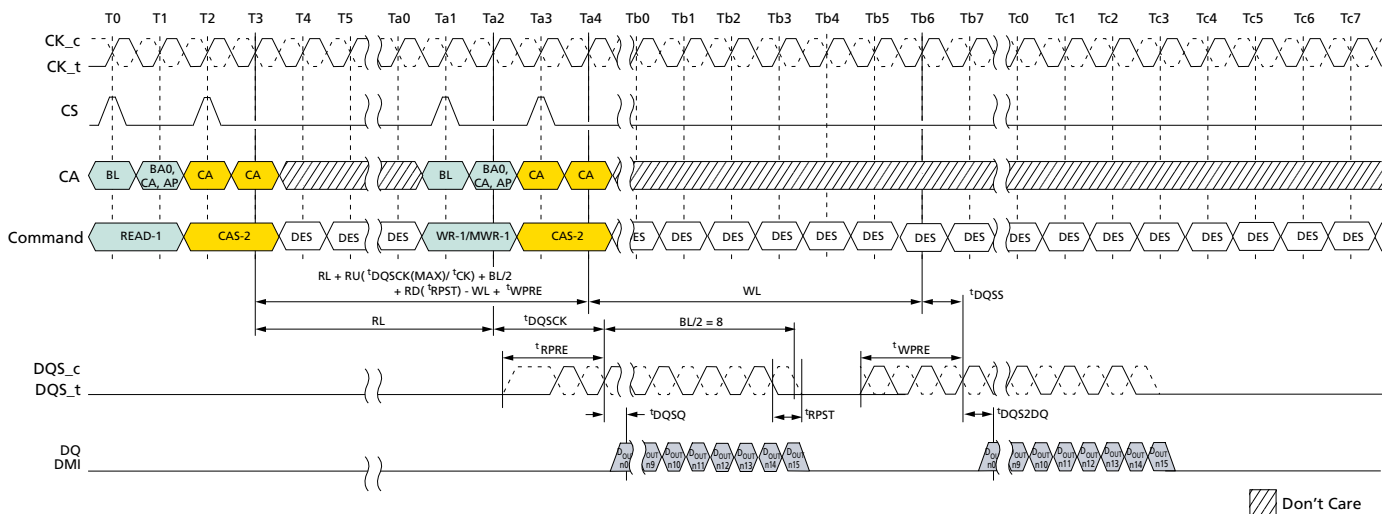 T0 T1 T2 T3 T4 T5 Ta0 Ta1 Ta2 Ta3 Ta4 Tb0 Tb1 Tb2 Tb3 Tb4 Tb5 Tb6 Tb7 Tc0 Tc1 Tc2 Tc3 Tc4 Tc5 Tc6 Tc7
CK_c
CK_t
CS
CA BL BA0, CA, AP CA CA BL BA0, CA, AP CA CA
Command READ-1 CAS-2 DES DES DES WR-1/MWR-1 CAS-2 ES DES DES DES DES DES DES DES DES DES DES DES DES DES DES DES
RL + RU(tDQSCK(MAX)/tCK) + BL/2
+ RD(tRPST) - WL + tWPRE
WL tDQSS
RL tDQSCK BL/2 = 8
tRPRE tWPRE
DQS_c
DQS_t
tDQSQ tRPST tDQS2DQ
DQ
DMI
DOU n0 OUT n9 DOUT n10 DOUT n11 DOUT n12 DOUT n13 DOUT n14 DOUT n15 DOU n0 OUT n9 DOUT n10 DOUT n11 DOUT n12 DOUT n13 DOUT n14 DOUT n15
Don't Care